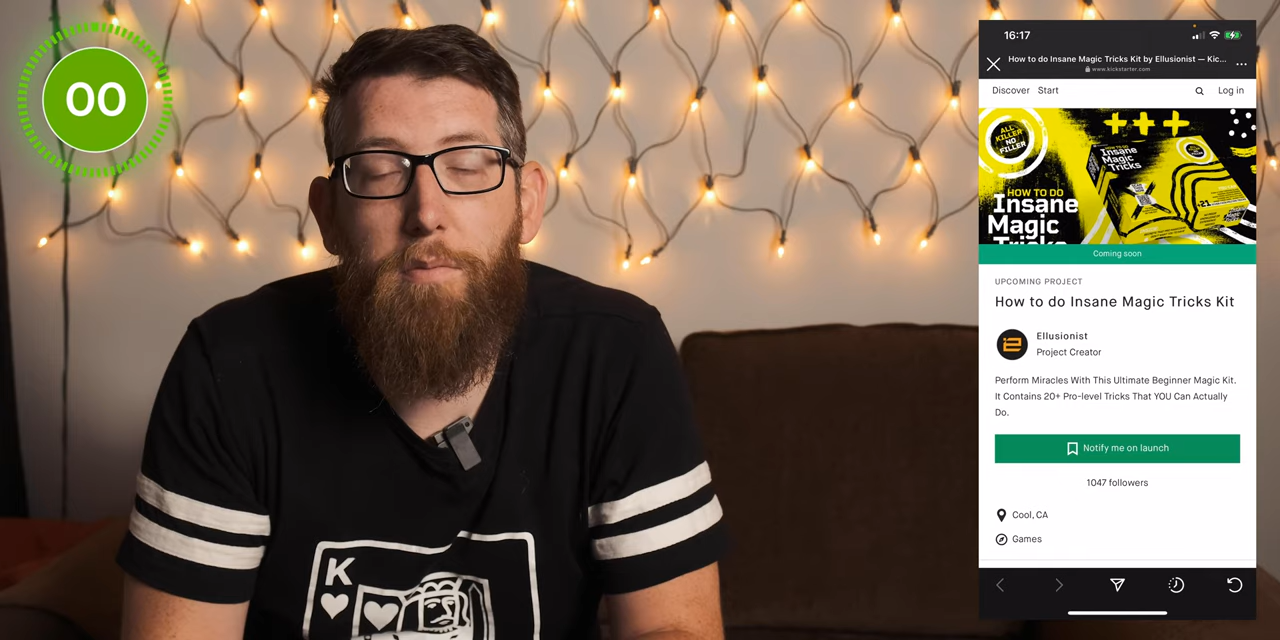 00
16:17
How to do Insane Magic Tricks Kit by Ellusionist — Kic...
www.kickstarter.com
Discover Start Log in
ALL
KILLER
NO
FILLER
HOW TO DO
Insane
Magic
Tricks
Insane
Magic
Tricks
21
Coming soon
UPCOMING PROJECT
How to do Insane Magic Tricks Kit
Ellusionist
Project Creator
Perform Miracles With This Ultimate Beginner Magic Kit.
It Contains 20+ Pro-level Tricks That YOU Can Actually
Do.
Notify me on launch
1047 followers
Cool, CA
Games
K